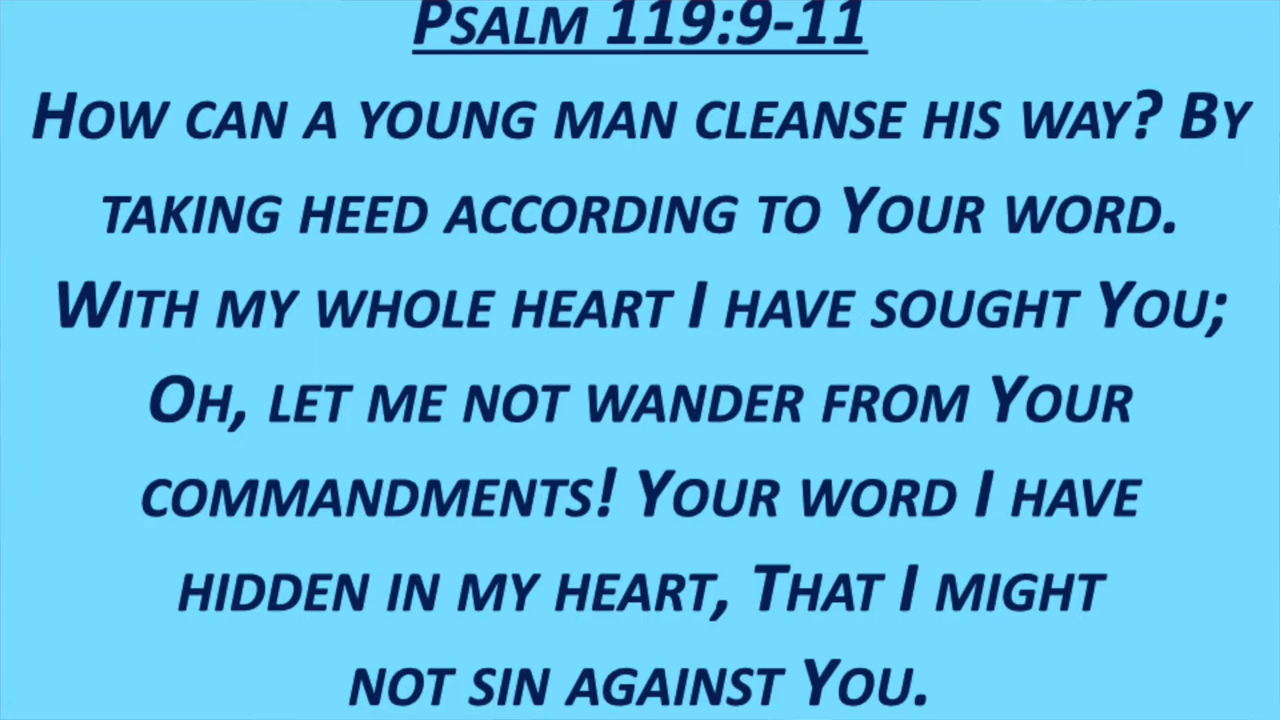 Psalm 119:9-11
How can a young man cleanse his way? By
taking heed according to Your word.
With my whole heart I have sought You;
Oh, let me not wander from Your
commandments! Your word I have
hidden in my heart, That I might
not sin against You.